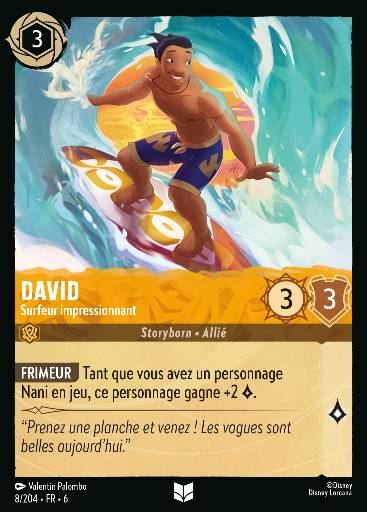 3
DAVID
Surfeur impressionnant
3
3
Storyborn • Allié
FRIMEUR Tant que vous avez un personnage
Nani en jeu, ce personnage gagne +2 .
“Prenez une planche et venez ! Les vagues sont
belles aujourd’hui.”
Valentin Palombo
8/204 • FR • 6
©Disney
Disney Lorcana